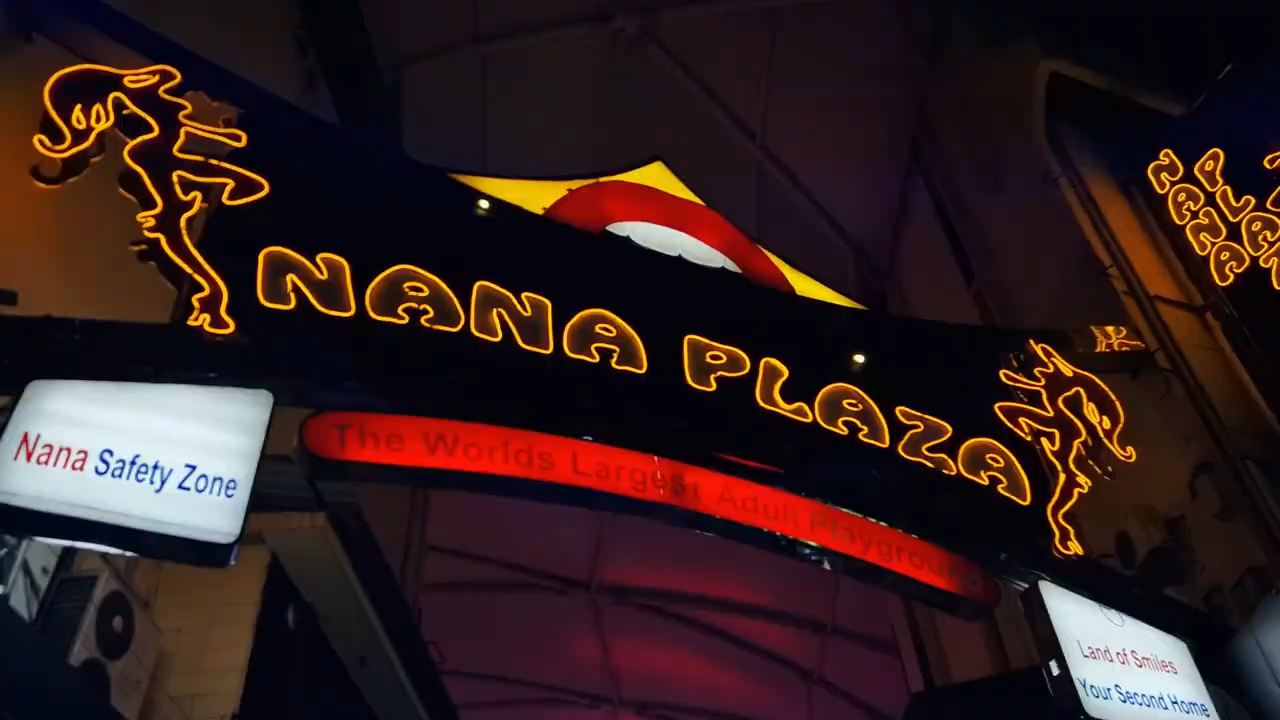 NANA PLAZA
The Worlds Largest Adult Playground
Nana Safety Zone
Land of Smiles
Your Second Home
NANA
PLAZA